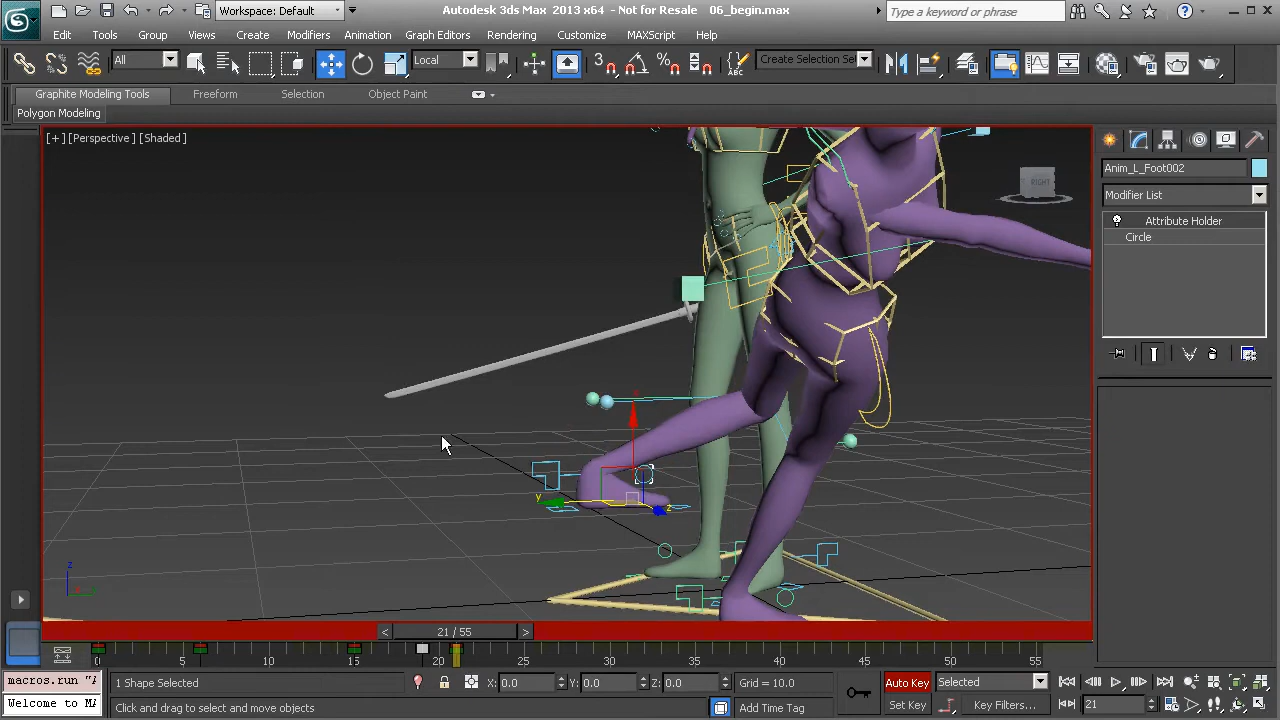 Workspace: Default
Autodesk 3ds Max 2013 x64 - Not for Resale 06_begin.max
Type a keyword or phrase
Edit Tools Group Views Create Modifiers Animation Graph Editors Rendering Customize MAXScript Help
All Local Create Selection Se
Graphite Modeling Tools Freeform Selection Object Paint
Polygon Modeling
[+] [Perspective] [Shaded]
RIGHT
Anim_L_Foot002
Modifier List
Attribute Holder
Circle
y
z
21 / 55
0 5 10 15 20 25 30 35 40 45 50 55
macros.run "A
1 Shape Selected X: 0.0 Y: 0.0 Z: 0.0 Grid = 10.0 Auto Key Selected
Click and drag to select and move objects Add Time Tag Set Key Key Filters... 21